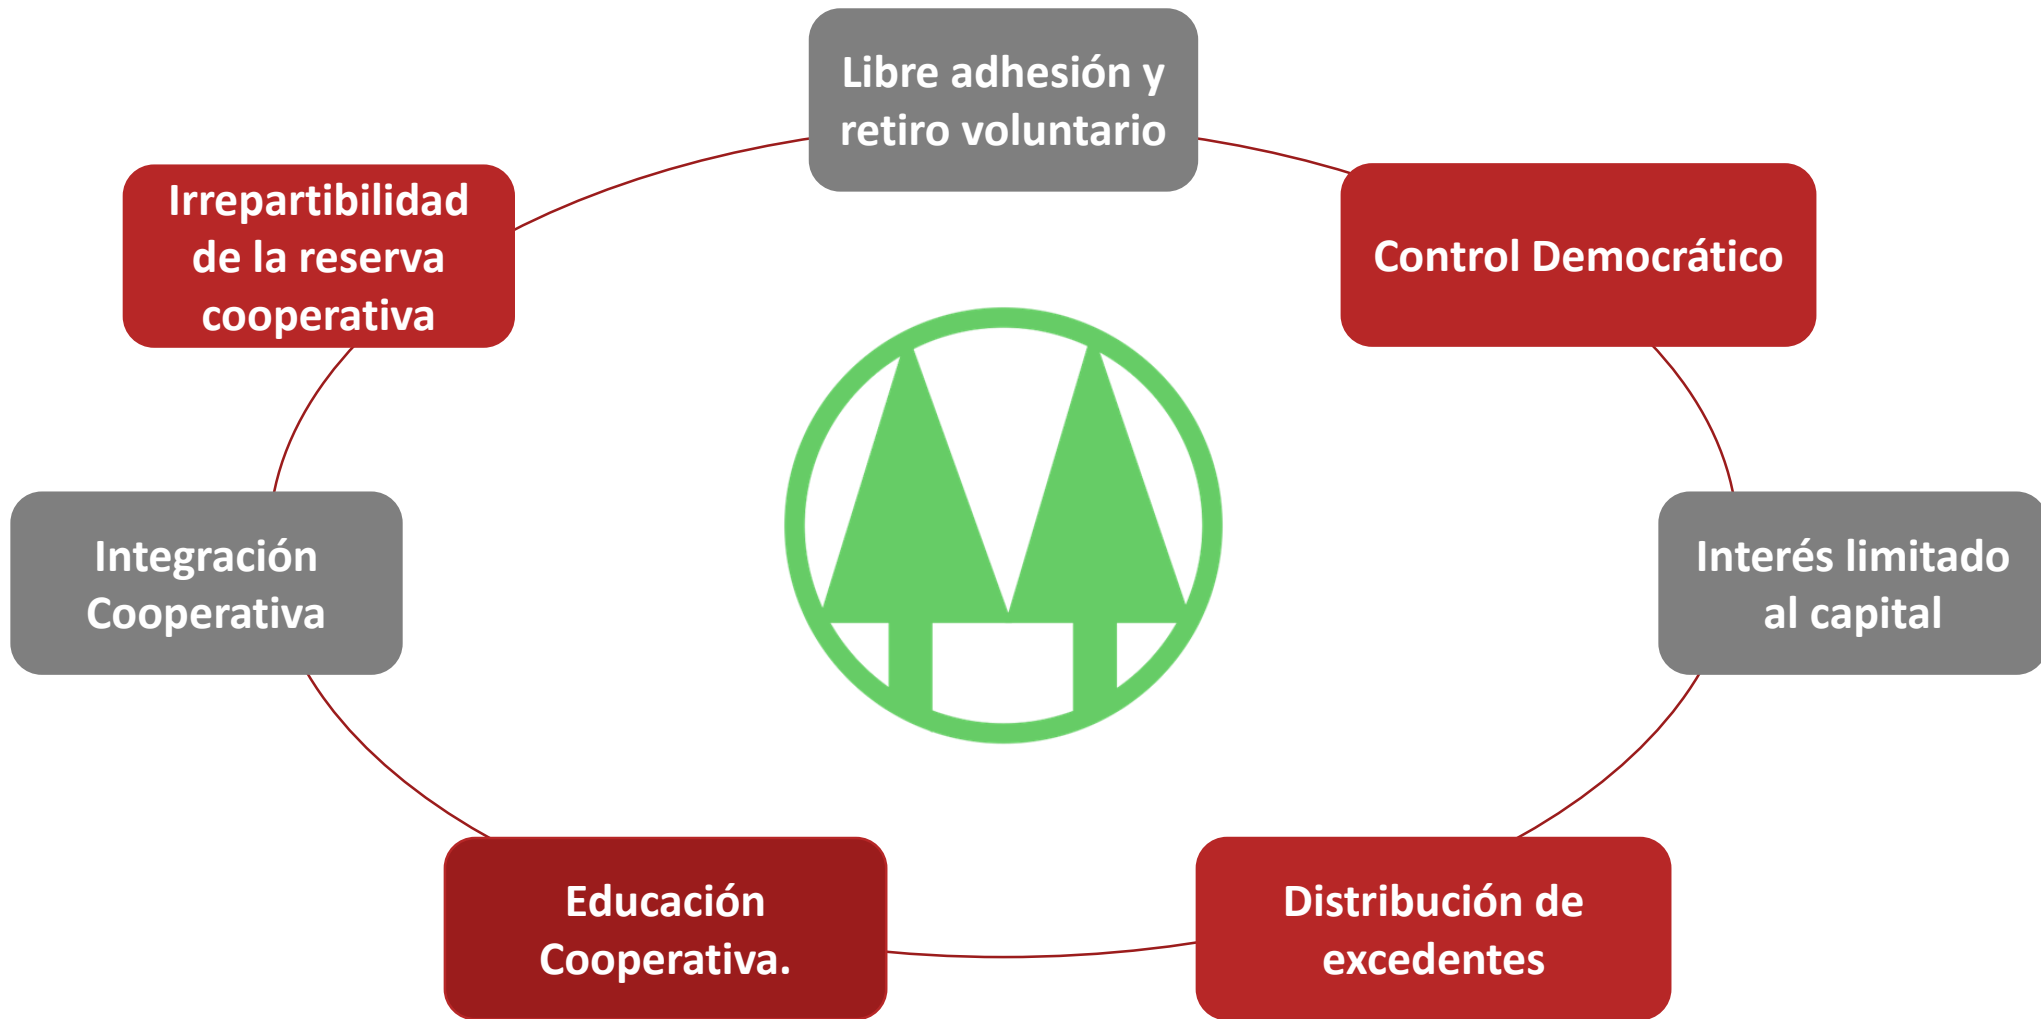 Libre adhesión y
retiro voluntario
Control Democrático
Interés limitado
al capital
Distribución de
excedentes
Educación
Cooperativa.
Integración
Cooperativa
Irrepartibilidad
de la reserva
cooperativa